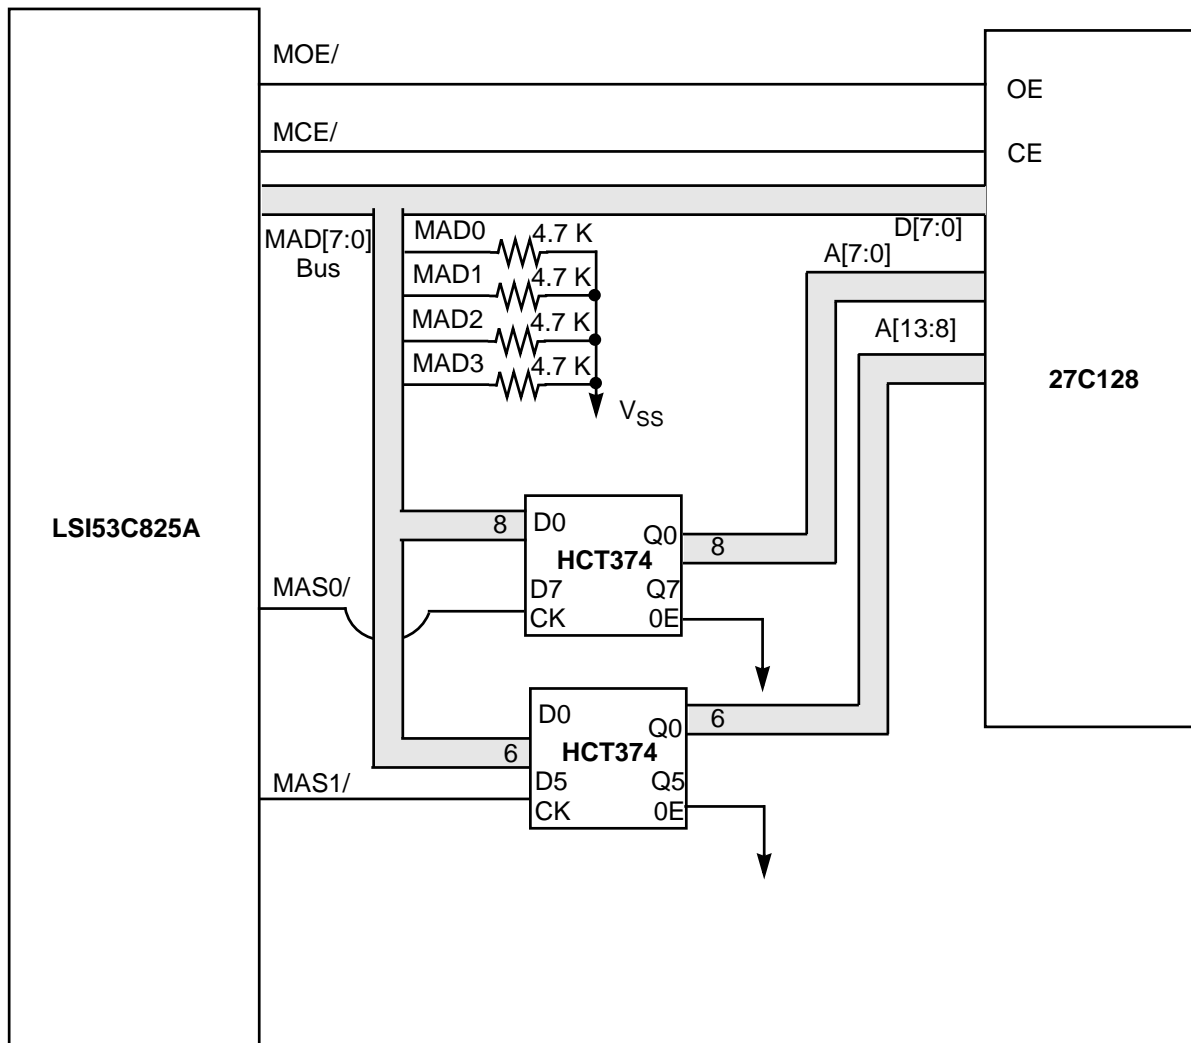 MOE/
OE
MCE/
CE
MAD[7:0]
Bus
MAD0
4.7 K
MAD1
4.7 K
MAD2
4.7 K
MAD3
4.7 K
VSS
D[7:0]
A[7:0]
A[13:8]
27C128
LSI53C825A
8
D0
Q0
8
HCT374
D7
Q7
CK
0E
MAS0/
D0
Q0
6
6
HCT374
D5
Q5
CK
0E
MAS1/